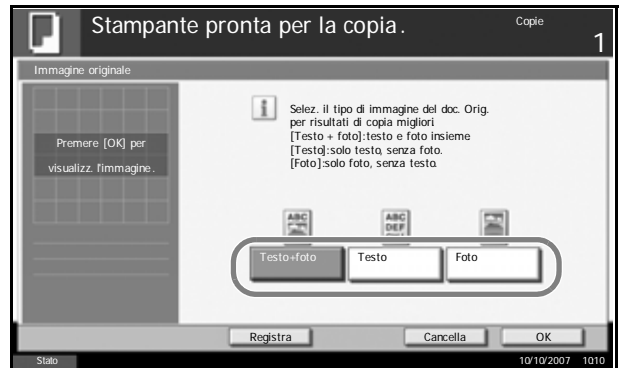 Stampante pronta per la copia.
Copie
1
Immagine originale
Premere [OK] per
visualizz. l'immagine.
i
Selez. il tipo di immagine del doc. Orig.
per risultati di copia migliori
[Testo + foto]:testo e foto insieme
[Testo]:solo testo, senza foto.
[Foto]:solo foto, senza testo.
ABC
ABC
DEF
Testo+foto
Testo
Foto
Registra
Cancella
OK
Stato
10/10/2007 10:10